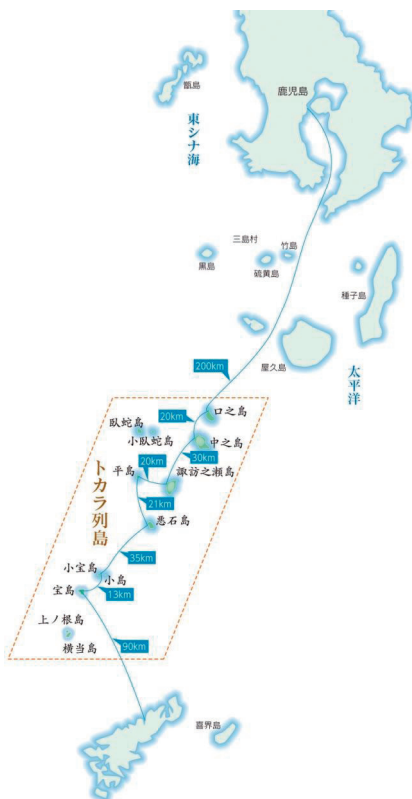 甑島
鹿児島
東シナ海
三島村
竹島
黒島
硫黄島
種子島
屋久島
太平洋
200km
口之島
20km
臥蛇島
小臥蛇島
中之島
30km
20km
平島
諏訪之瀬島
21km
トカラ列島
悪石島
35km
小宝島
小島
宝島
13km
上ノ根島
横当島
90km
喜界島